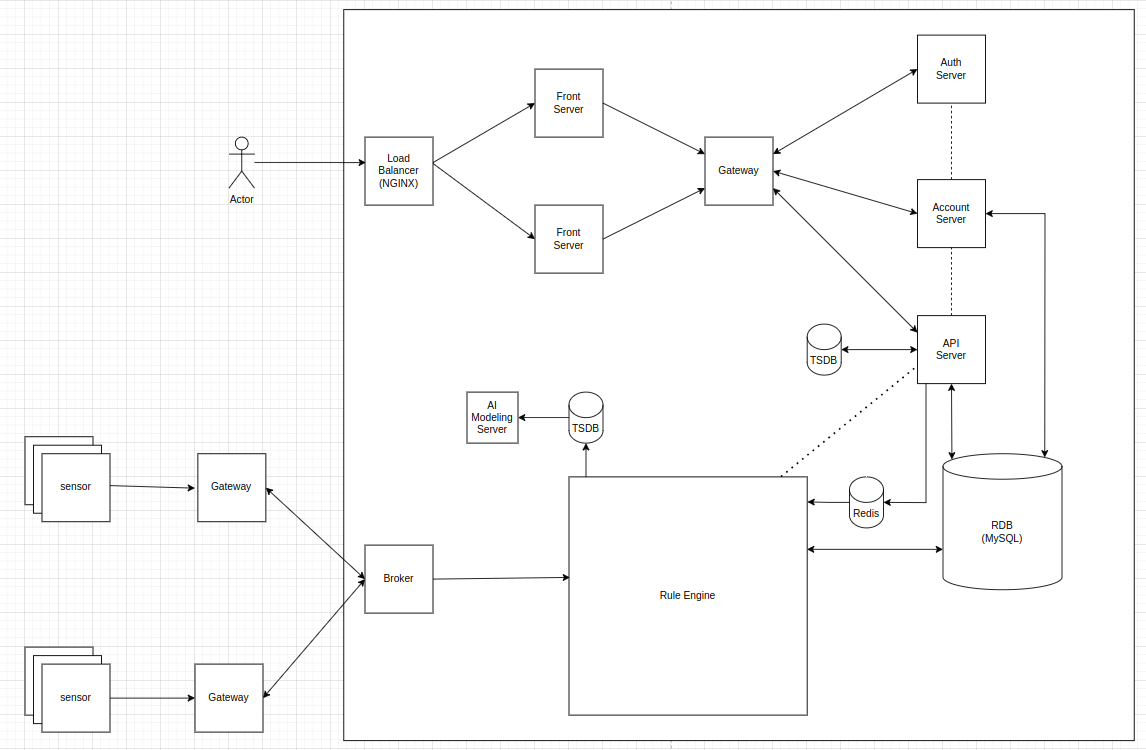 Auth
Server
Front
Server
Load
Balancer
(NGINX)
Gateway
Actor
Account
Server
Front
Server
API
Server
TSDB
AI
Modeling
Server
TSDB
sensor
Gateway
Redis
RDB
(MySQL)
Broker
Rule Engine
sensor
Gateway